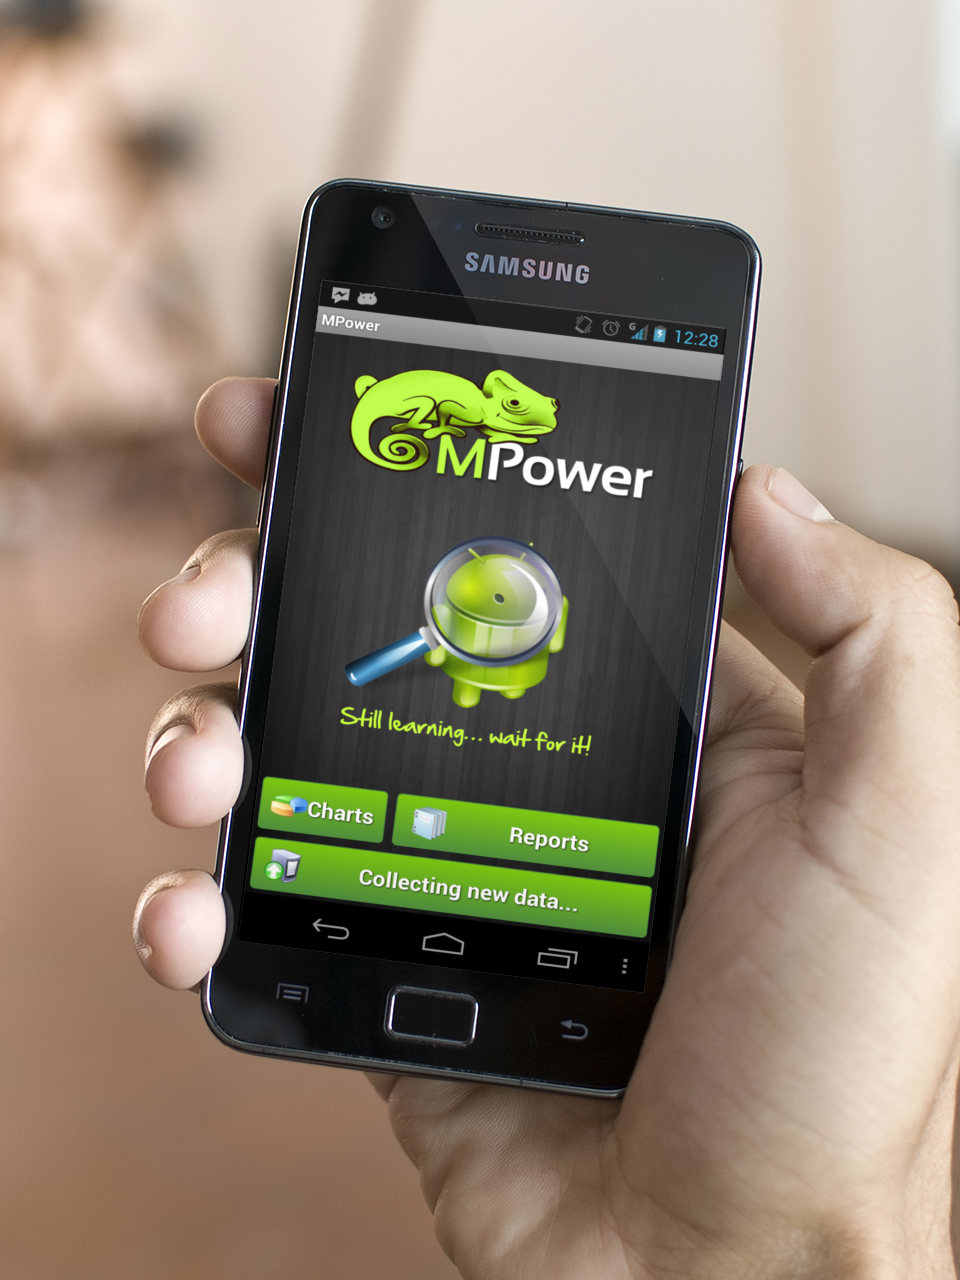 SAMSUNG
G
12:28
MPower
MPower
Still learning... wait for it!
Charts
Reports
Collecting new data...